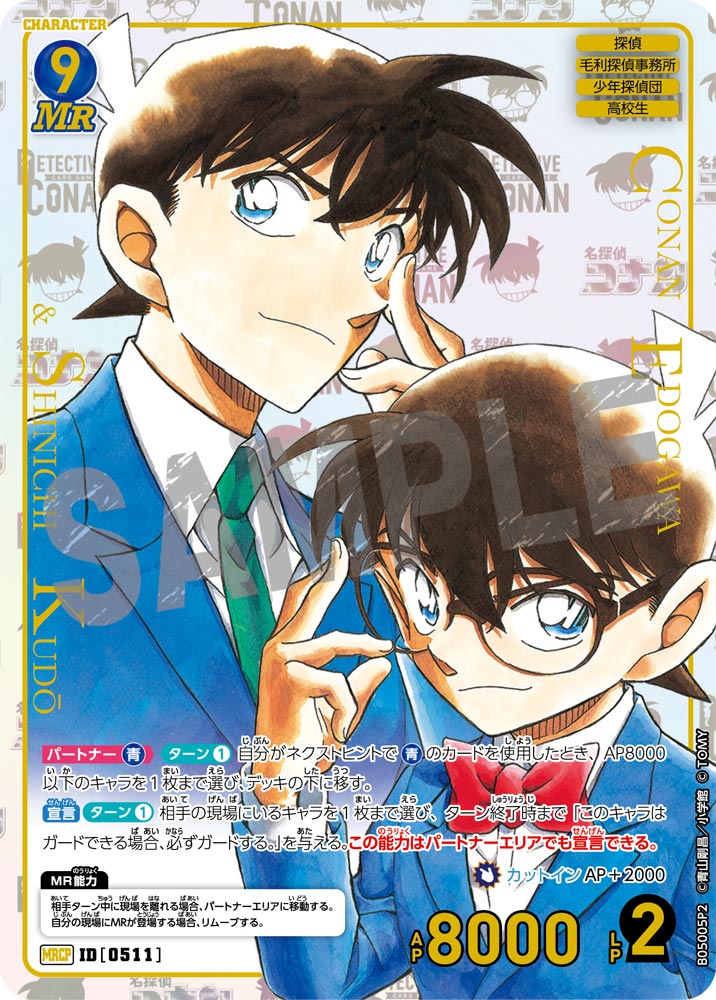 CHARACTER
9
MR
探偵
毛利探偵事務所
少年探偵団
高校生
DETECTIVE
CONAN
CARD GAME
名探偵
コナン
CONAN EDOGAWA
& SHINICHI KUDŌ
SAMPLE
パートナー 青 ターン 1 自分がネクストヒントで 青 のカードを使用したとき、AP8000
以下のキャラを1枚まで選び、デッキの下に移す。
宣言 ターン 1 相手の現場にいるキャラを1枚まで選び、ターン終了時まで「このキャラは
ガードできる場合、必ずガードする。」を与える。この能力はパートナーエリアでも宣言できる。
カットイン AP+2000
MR能力
相手ターン中に現場を離れる場合、パートナーエリアに移動する。
自分の現場にMRが登場する場合、リムーブする。
MRCP ID[0511]
AP 8000 LP 2
B05005P2 ©青山剛昌/小学館 © TOMY